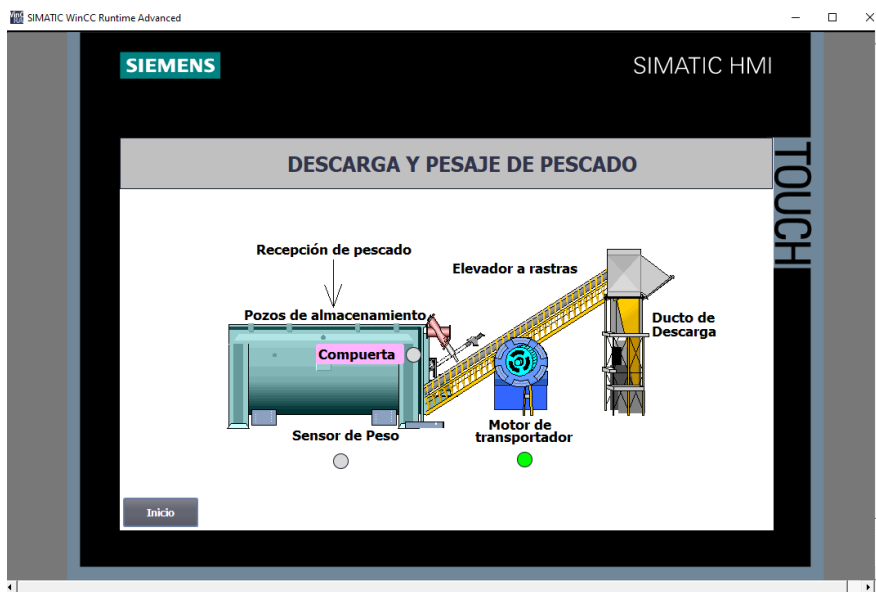 SIMATIC WinCC Runtime Advanced
SIEMENS
SIMATIC HMI
TOUCH
DESCARGA Y PESAJE DE PESCADO
Recepción de pescado
Elevador a rastras
Pozos de almacenamiento
Ducto de
Descarga
Compuerta
Sensor de Peso
Motor de
transportador
Inicio